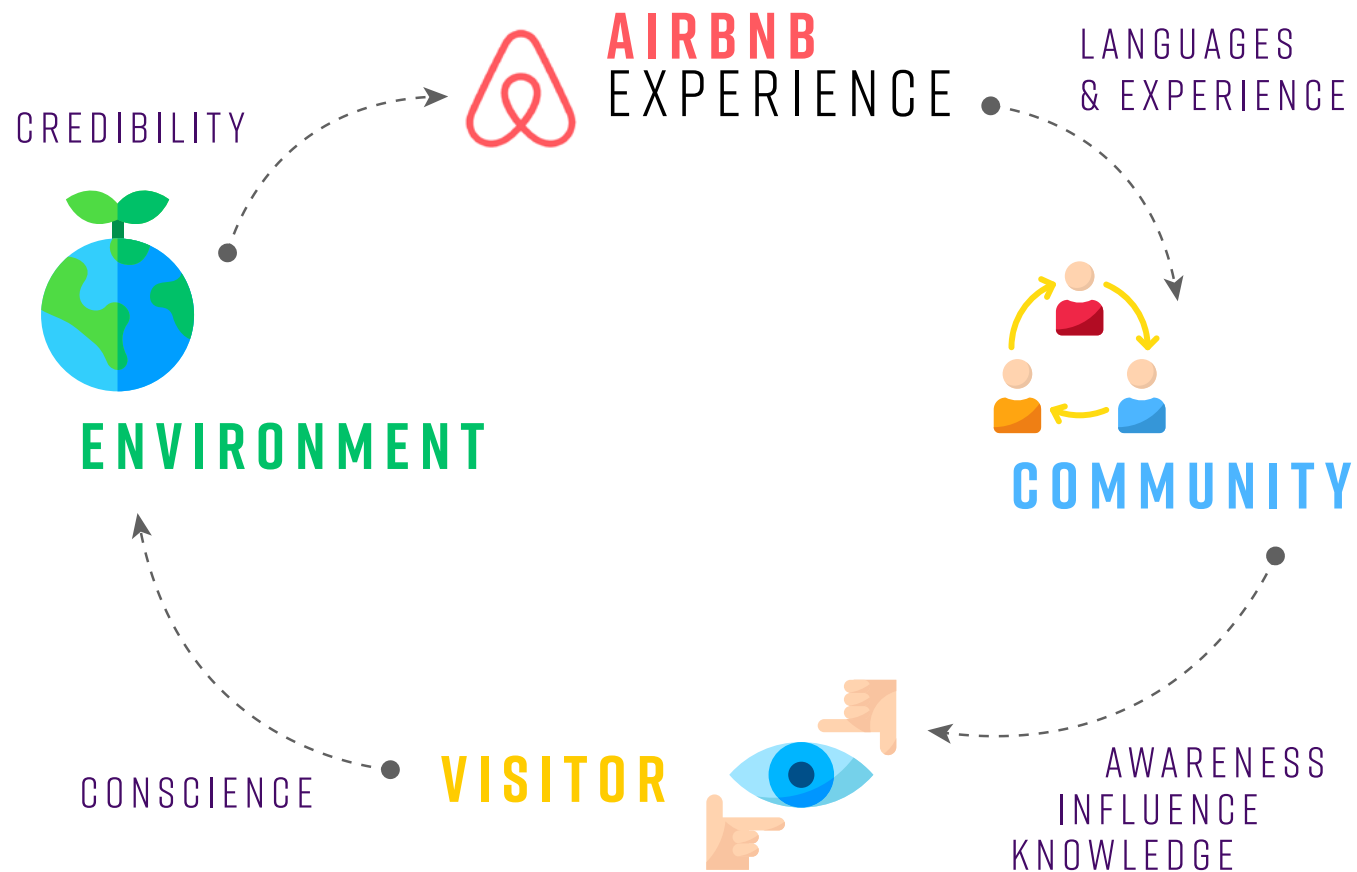 AIRBNB
EXPERIENCE
LANGUAGES
& EXPERIENCE
CREDIBILITY
ENVIRONMENT
COMMUNITY
VISITOR
CONSCIENCE
AWARENESS
INFLUENCE
KNOWLEDGE